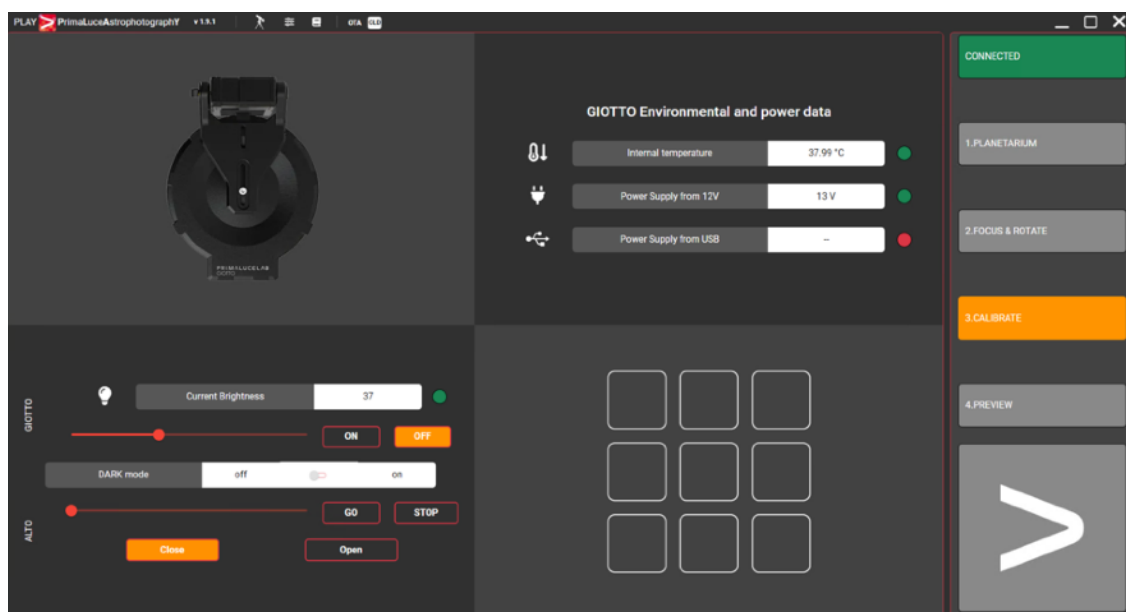 PLAY PrimaLuceAstrophotographY v 1.9.1 OTA OLD
PRIMALUCELAB
GIOTTO
GIOTTO Environmental and power data
Internal temperature 37.99 °C
Power Supply from 12V 13 V
Power Supply from USB –
GIOTTO
Current Brightness 37
ON OFF
DARK mode off on
ALTO
GO STOP
Close Open
CONNECTED
1.PLANETARIUM
2.FOCUS & ROTATE
3.CALIBRATE
4.PREVIEW